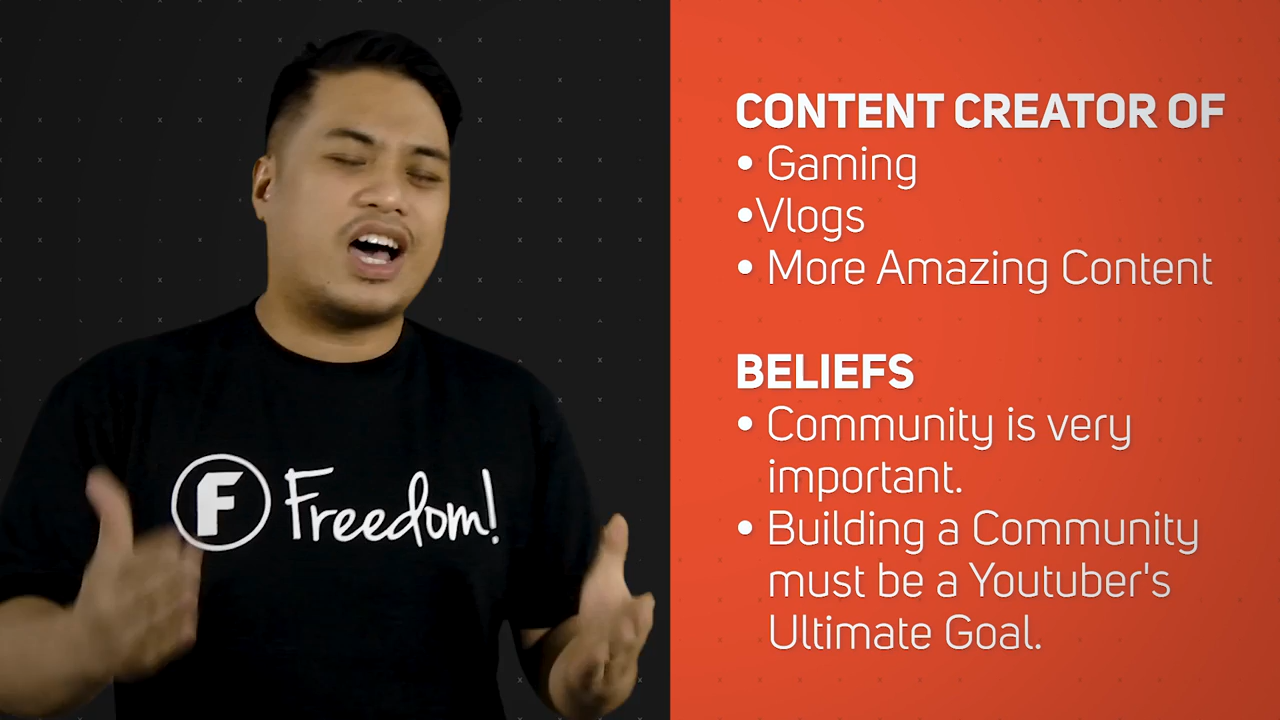 F Freedom!
CONTENT CREATOR OF
• Gaming
•Vlogs
• More Amazing Content
BELIEFS
• Community is very
important.
• Building a Community
must be a Youtuber's
Ultimate Goal.